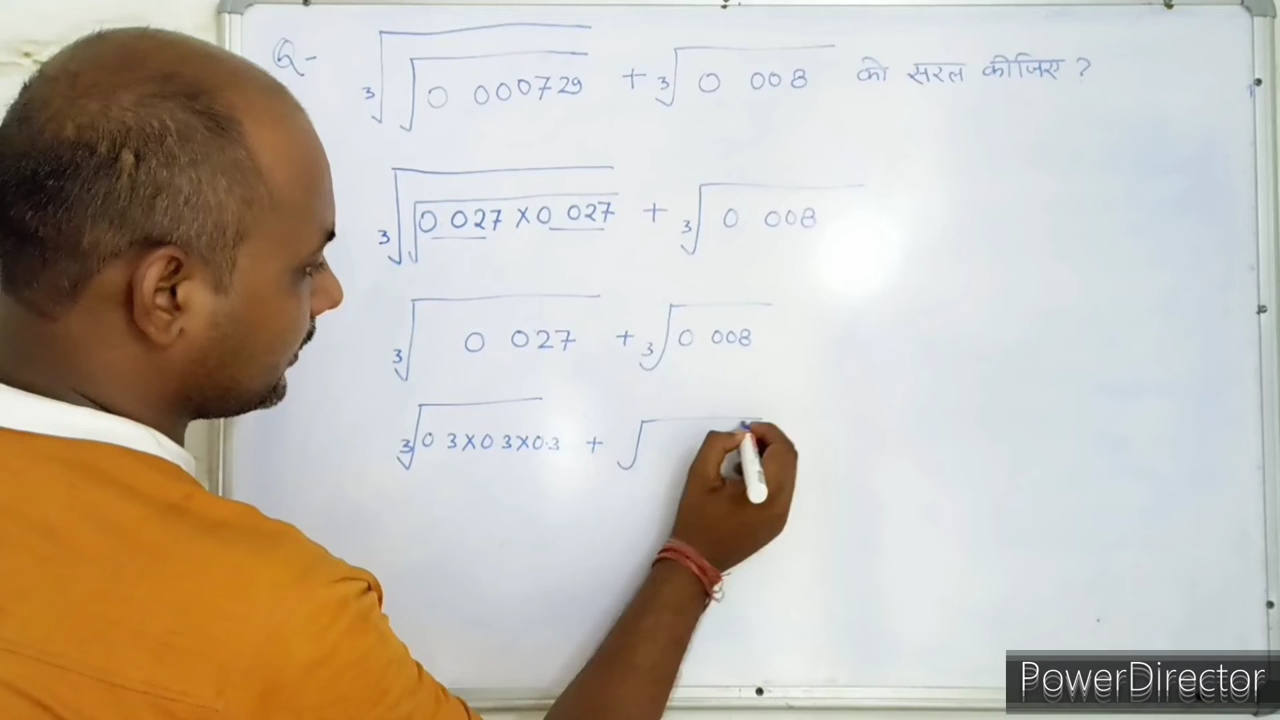 Q- ∛√0 000729 + ∛0 008 को सरल कीजिए ?
∛√0 027 × 0 027 + ∛0 008
∛0 027 + ∛0 008
∛0 3×0 3×0.3 + √
PowerDirector